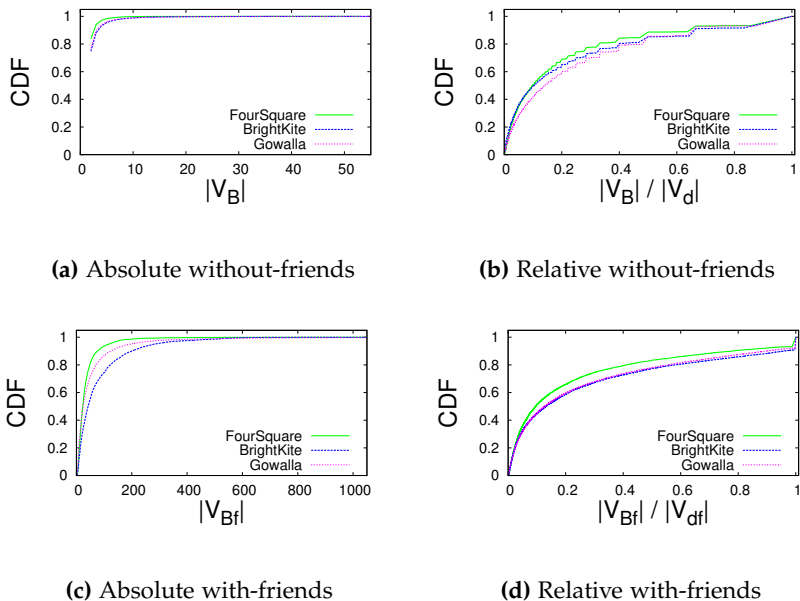 1
0.8
0.6
0.4
0.2
0
CDF
FourSquare
BrightKite
Gowalla
0 10 20 30 40 50
|V_B|
(a) Absolute without-friends
1
0.8
0.6
0.4
0.2
0
CDF
FourSquare
BrightKite
Gowalla
0 0.2 0.4 0.6 0.8 1
|V_B| / |V_d|
(b) Relative without-friends
1
0.8
0.6
0.4
0.2
0
CDF
FourSquare
BrightKite
Gowalla
0 200 400 600 800 1000
|V_Bf|
(c) Absolute with-friends
1
0.8
0.6
0.4
0.2
0
CDF
FourSquare
BrightKite
Gowalla
0 0.2 0.4 0.6 0.8 1
|V_Bf| / |V_df|
(d) Relative with-friends